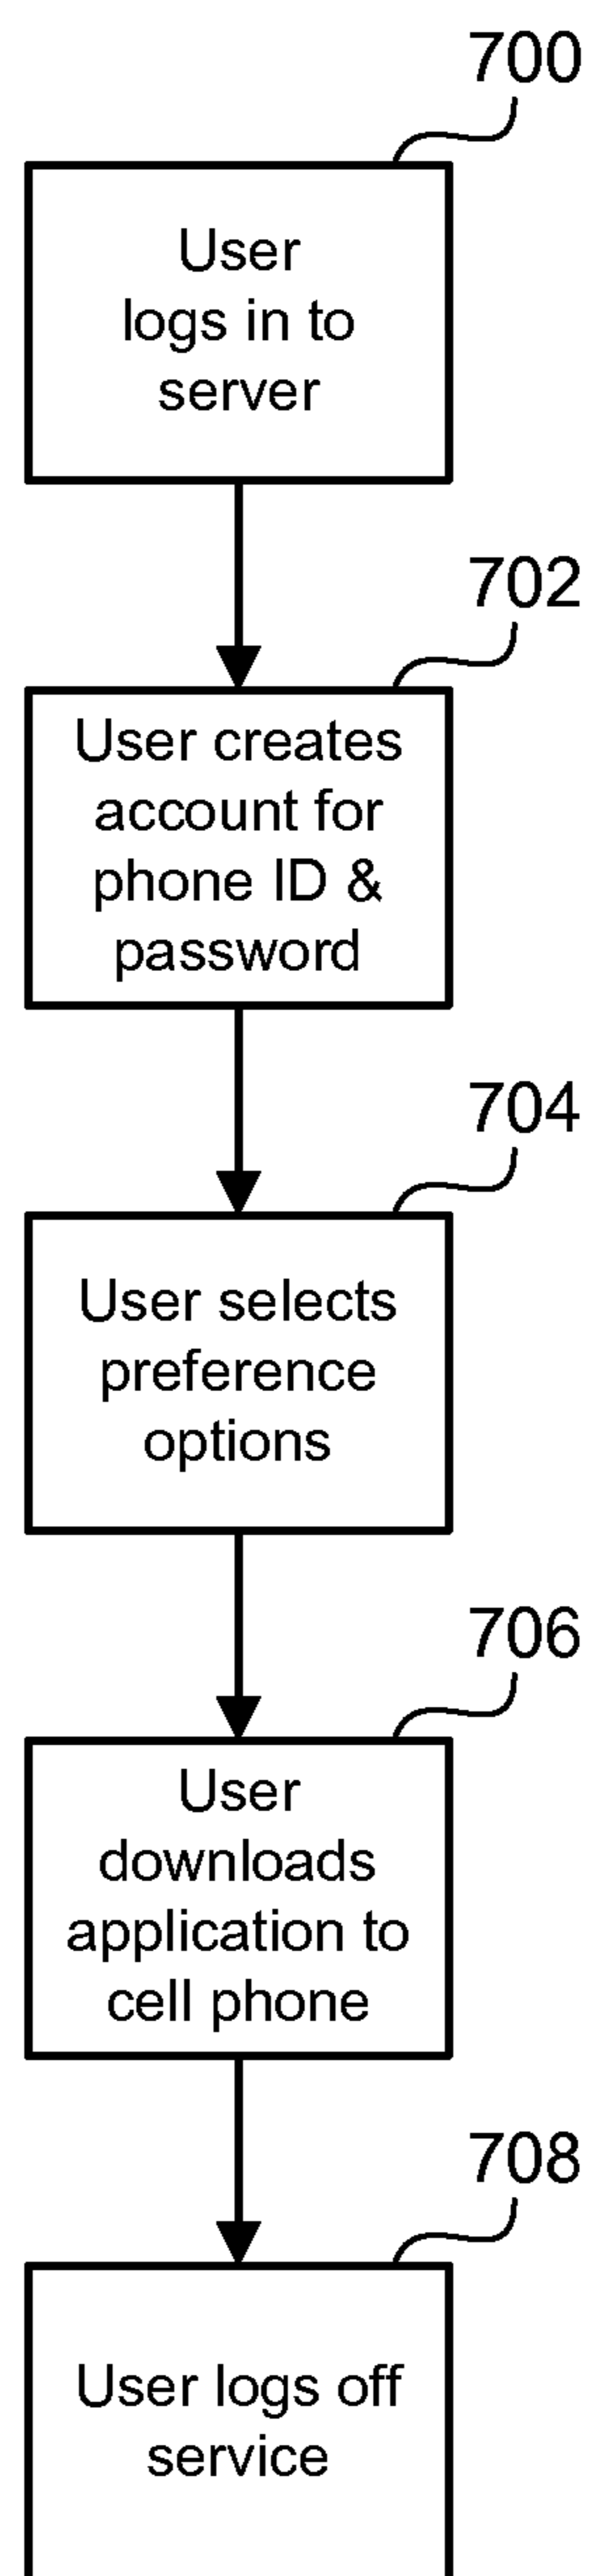 700
User
logs in to
server
702
User creates
account for
phone ID &
password
704
User selects
preference
options
706
User
downloads
application to
cell phone
708
User logs off
service